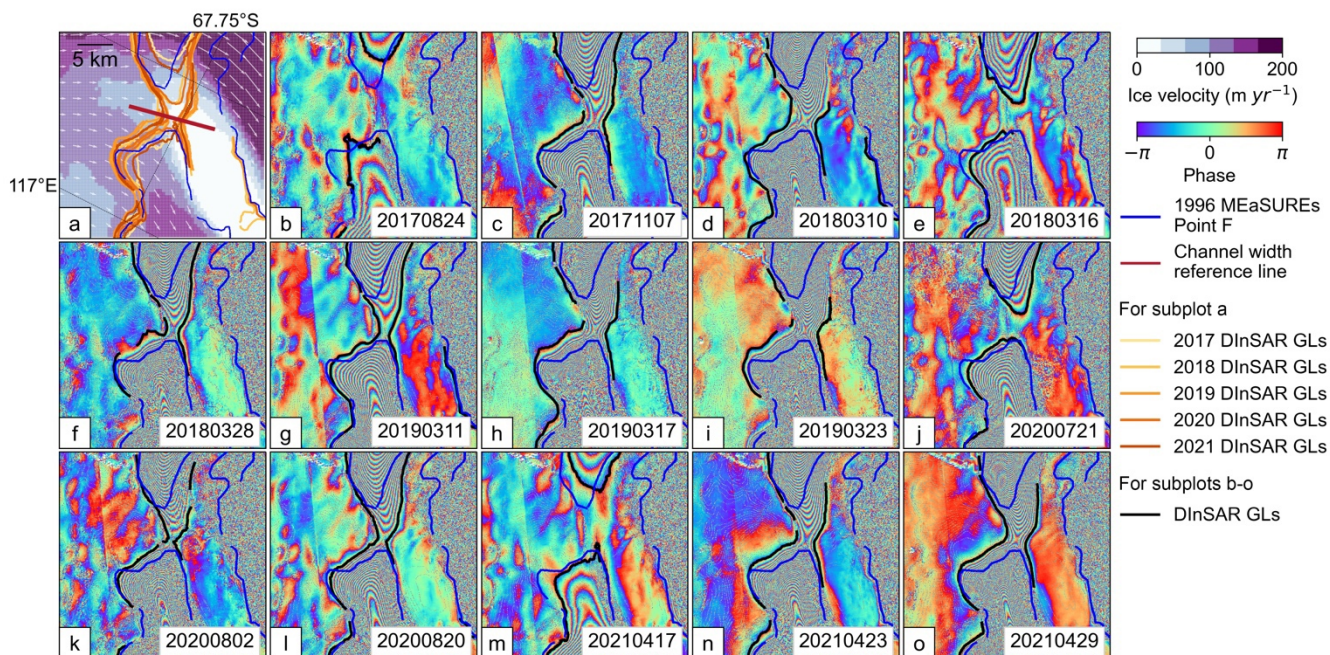 67.75°S
5 km
117°E
a
b
20170824
c
20171107
d
20180310
e
20180316
f
20180328
g
20190311
h
20190317
i
20190323
j
20200721
k
20200802
l
20200820
m
20210417
n
20210423
o
20210429
0 100 200
Ice velocity (m yr⁻¹)
−π 0 π
Phase
1996 MEaSUREs
Point F
Channel width
reference line
For subplot a
2017 DInSAR GLs
2018 DInSAR GLs
2019 DInSAR GLs
2020 DInSAR GLs
2021 DInSAR GLs
For subplots b-o
DInSAR GLs